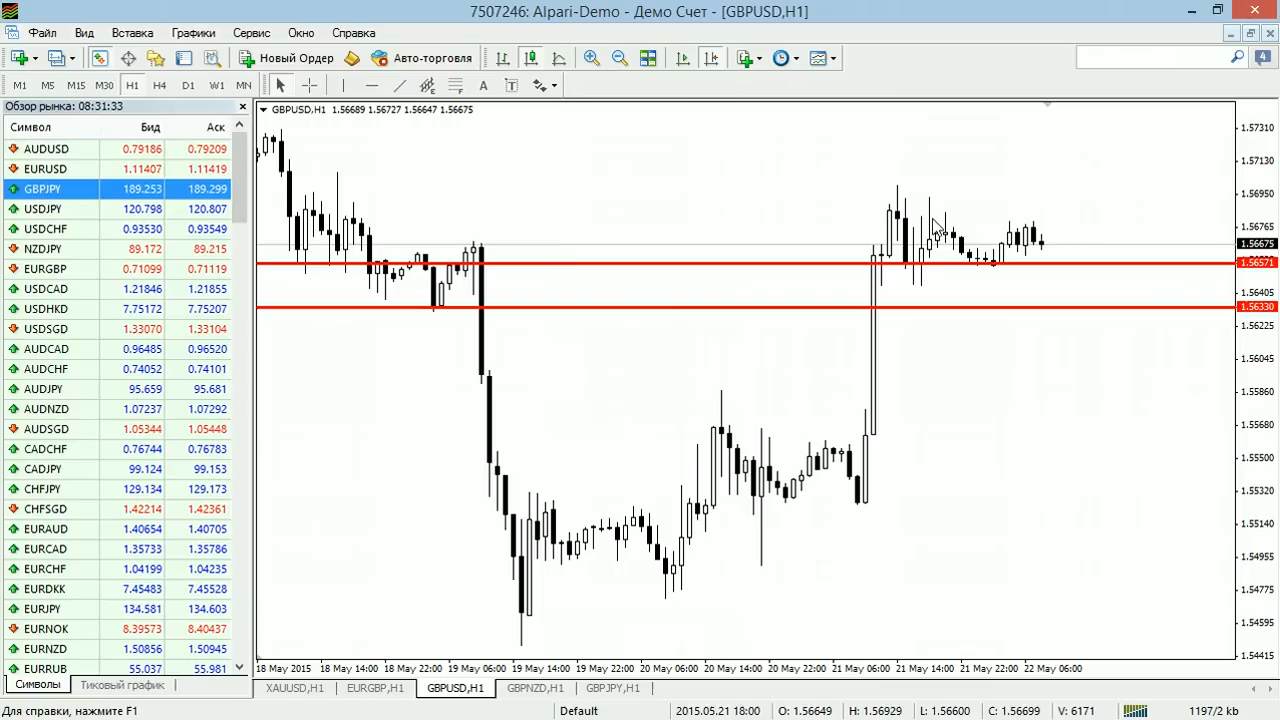 7507246: Alpari-Demo - Демо Счет - [GBPUSD,H1]
Файл Вид Вставка Графики Сервис Окно Справка
Новый Ордер Авто-торговля 4
M1 M5 M15 M30 H1 H4 D1 W1 MN A T
Обзор рынка: 08:31:33
Символ Бид Аск
AUDUSD 0.79186 0.79209
EURUSD 1.11407 1.11419
GBPJPY 189.253 189.299
USDJPY 120.798 120.807
USDCHF 0.93530 0.93549
NZDJPY 89.172 89.215
EURGBP 0.71099 0.71119
USDCAD 1.21846 1.21855
USDHKD 7.75172 7.75207
USDSGD 1.33070 1.33104
AUDCAD 0.96485 0.96520
AUDCHF 0.74052 0.74101
AUDJPY 95.659 95.681
AUDNZD 1.07237 1.07292
AUDSGD 1.05344 1.05448
CADCHF 0.76744 0.76783
CADJPY 99.124 99.153
CHFJPY 129.134 129.173
CHFSGD 1.42214 1.42361
EURAUD 1.40654 1.40705
EURCAD 1.35733 1.35786
EURCHF 1.04199 1.04235
EURDKK 7.45483 7.45528
EURJPY 134.581 134.603
EURNOK 8.39573 8.40437
EURNZD 1.50856 1.50945
EURRUB 55.037 55.981
Символы Тиковый график
GBPUSD,H1 1.56689 1.56727 1.56647 1.56675
1.57310
1.57130
1.56950
1.56765
1.56675
1.56571
1.56405
1.56330
1.56225
1.56045
1.55860
1.55680
1.55500
1.55320
1.55140
1.54955
1.54775
1.54595
1.54415
18 May 2015 18 May 14:00 18 May 22:00 19 May 06:00 19 May 14:00 19 May 22:00 20 May 06:00 20 May 14:00 20 May 22:00 21 May 06:00 21 May 14:00 21 May 22:00 22 May 06:00
XAUUSD,H1 EURGBP,H1 GBPUSD,H1 GBPNZD,H1 GBPJPY,H1
Для справки, нажмите F1 Default 2015.05.21 18:00 O: 1.56649 H: 1.56929 L: 1.56600 C: 1.56699 V: 6171 1197/2 kb